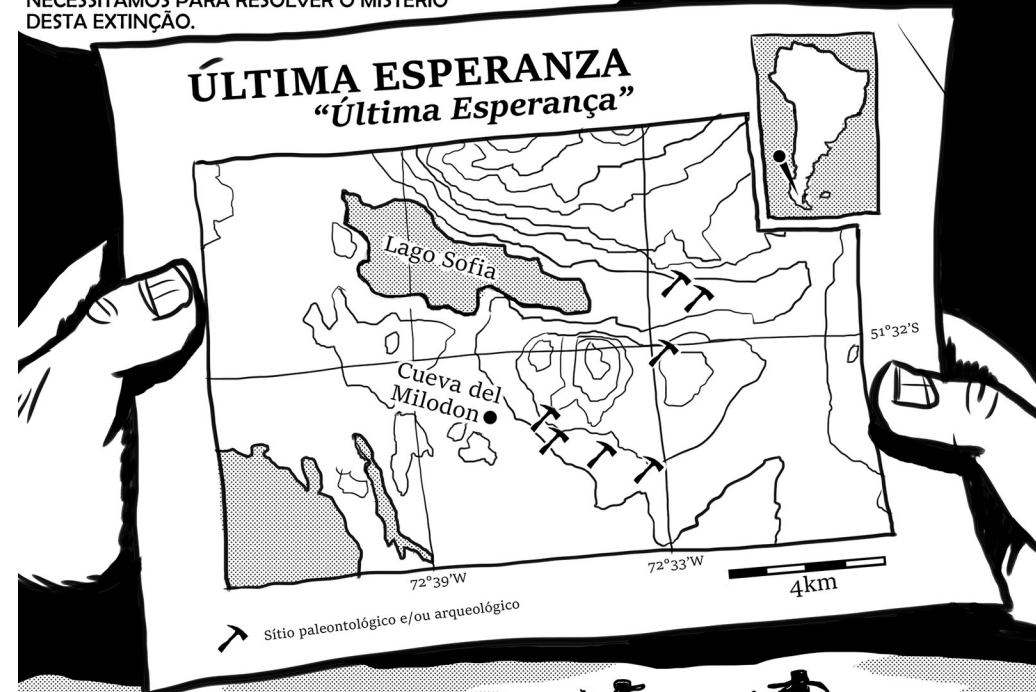 NECESSITAMOS PARA RESOLVER O MISTÉRIO
DESTA EXTINÇÃO.
ÚLTIMA ESPERANZA
“Última Esperança”
Lago Sofia
51°32'S
Cueva del
Milodon
72°39'W
72°33'W
4km
Sítio paleontológico e/ou arqueológico